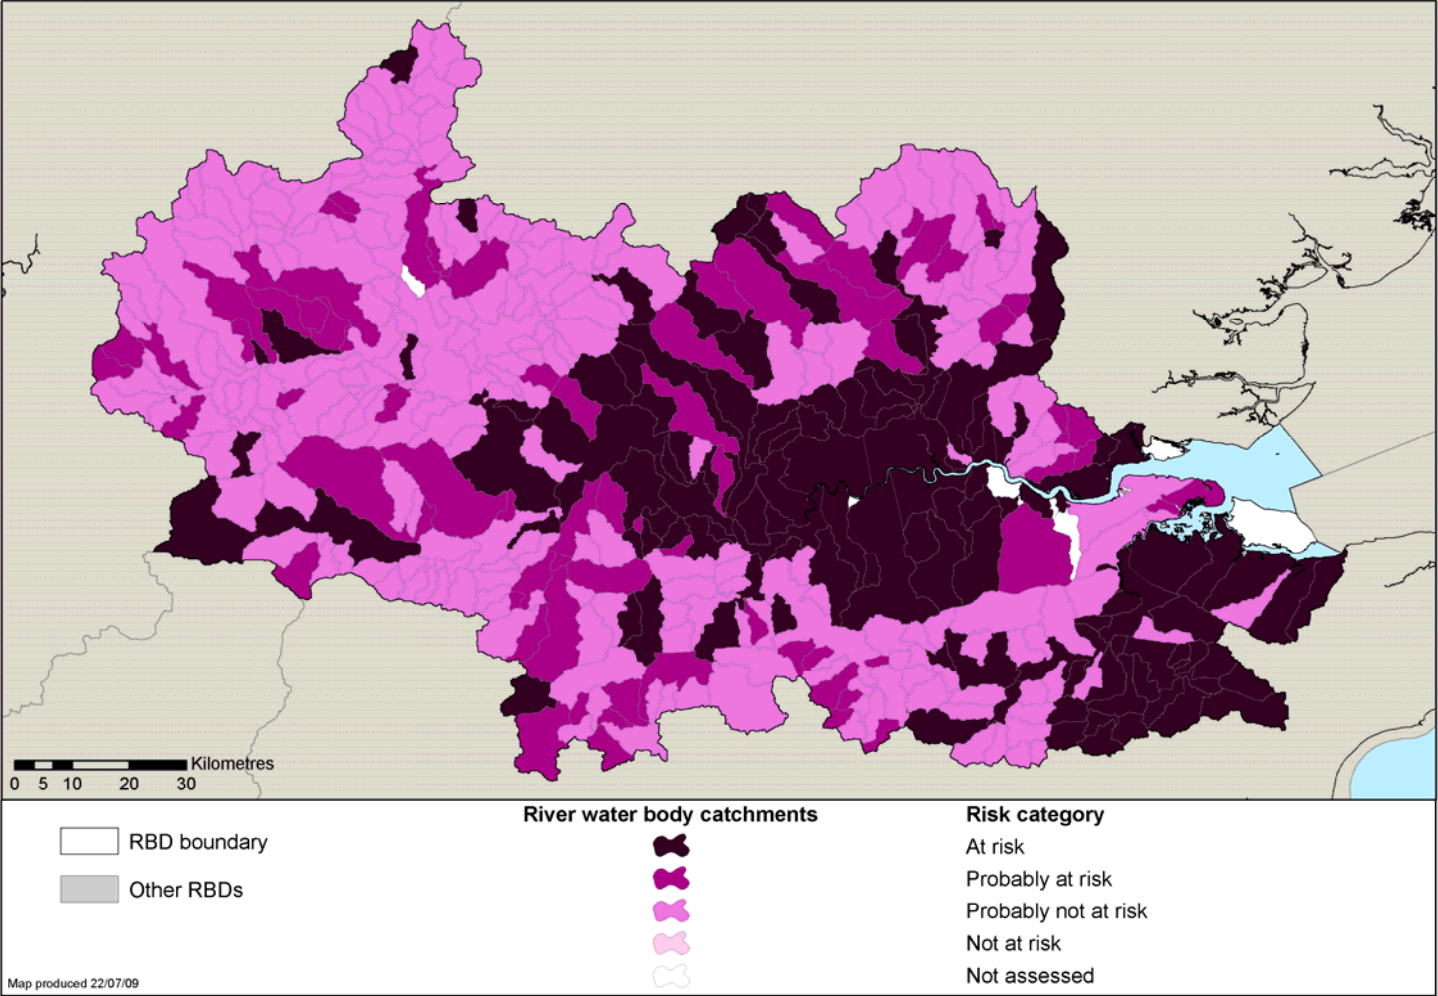 Kilometres
0 5 10 20 30
River water body catchments
Risk category
RBD boundary
Other RBDs
At risk
Probably at risk
Probably not at risk
Not at risk
Not assessed
Map produced 22/07/09